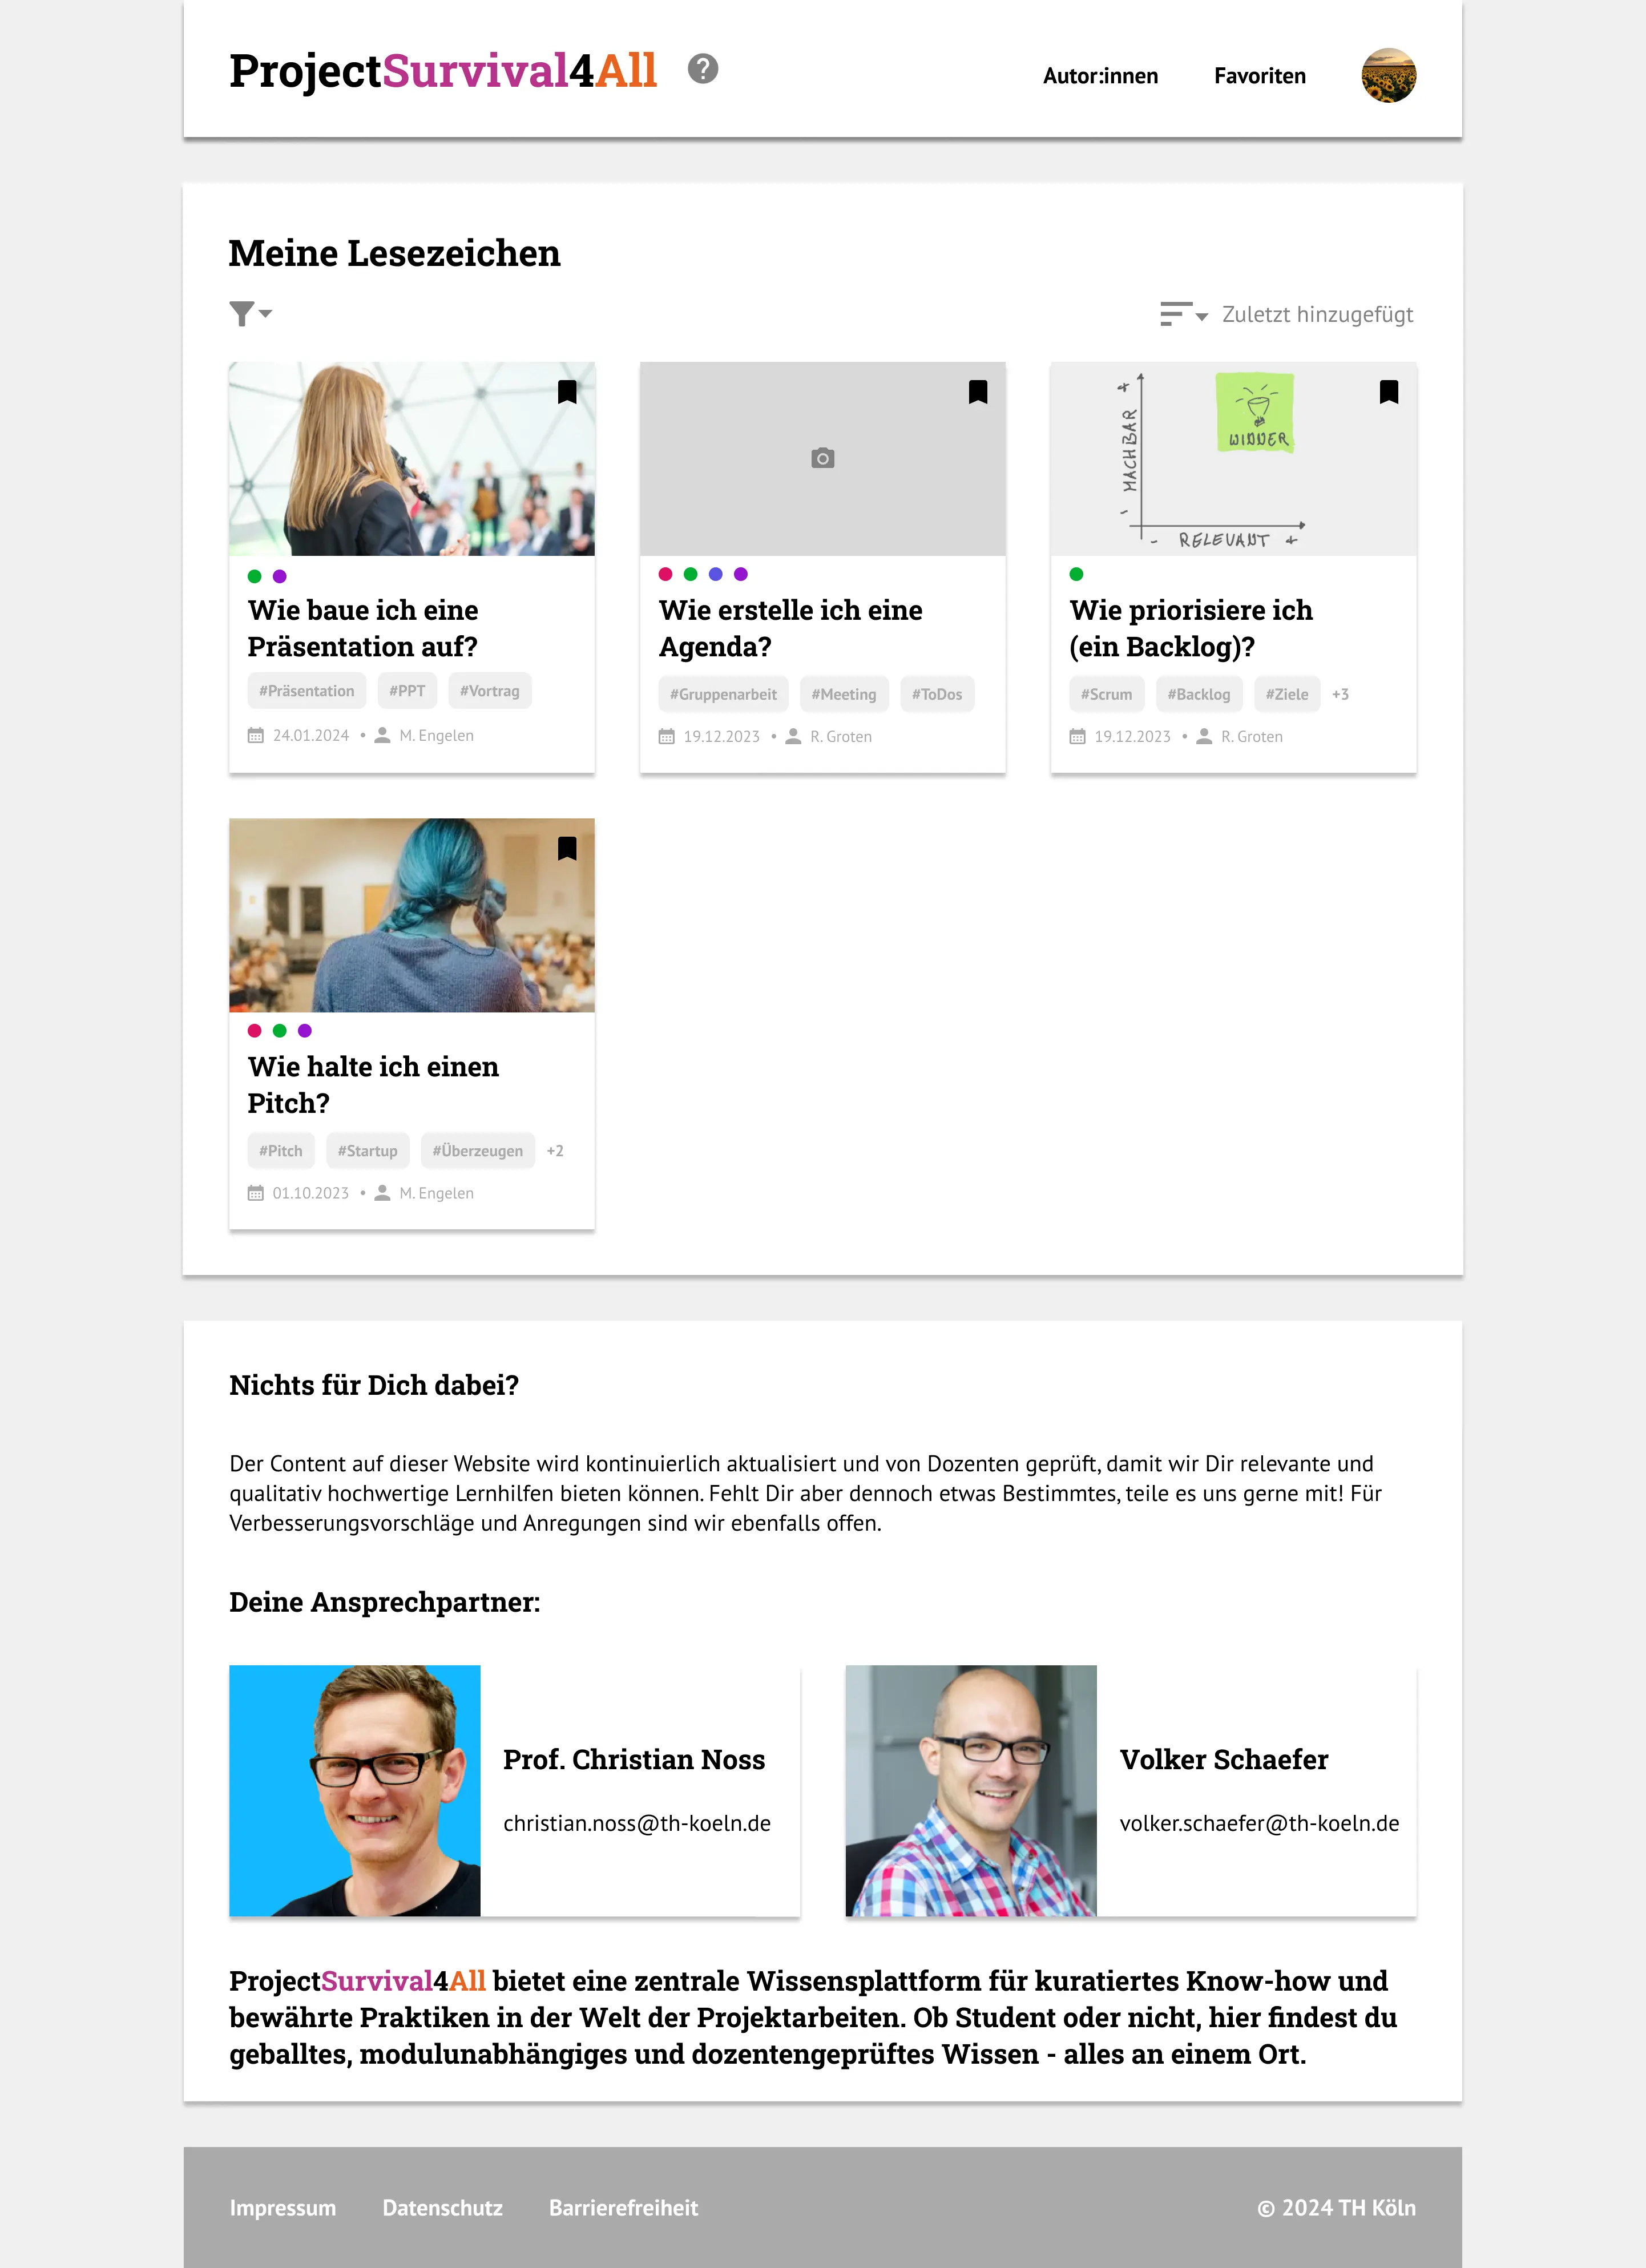 ProjectSurvival4All ?
Autor:innen Favoriten
Meine Lesezeichen
Zuletzt hinzugefügt
Wie baue ich eine
Präsentation auf?
#Präsentation #PPT #Vortrag
24.01.2024 • M. Engelen
Wie erstelle ich eine
Agenda?
#Gruppenarbeit #Meeting #ToDos
19.12.2023 • R. Groten
- MACHBAR +
WINNER
- RELEVANT +
Wie priorisiere ich
(ein Backlog)?
#Scrum #Backlog #Ziele +3
19.12.2023 • R. Groten
Wie halte ich einen
Pitch?
#Pitch #Startup #Überzeugen +2
01.10.2023 • M. Engelen
Nichts für Dich dabei?
Der Content auf dieser Website wird kontinuierlich aktualisiert und von Dozenten geprüft, damit wir Dir relevante und
qualitativ hochwertige Lernhilfen bieten können. Fehlt Dir aber dennoch etwas Bestimmtes, teile es uns gerne mit! Für
Verbesserungsvorschläge und Anregungen sind wir ebenfalls offen.
Deine Ansprechpartner:
Prof. Christian Noss
christian.noss@th-koeln.de
Volker Schaefer
volker.schaefer@th-koeln.de
ProjectSurvival4All bietet eine zentrale Wissensplattform für kuratiertes Know-how und
bewährte Praktiken in der Welt der Projektarbeiten. Ob Student oder nicht, hier findest du
geballtes, modulunabhängiges und dozentengeprüftes Wissen - alles an einem Ort.
Impressum Datenschutz Barrierefreiheit
© 2024 TH Köln